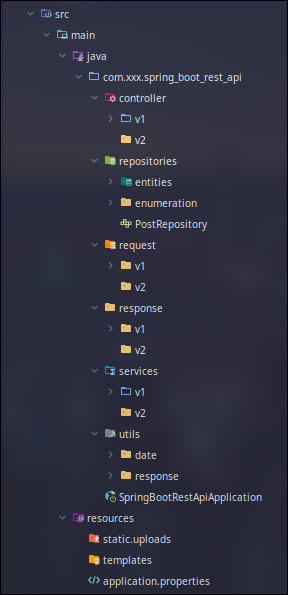 src
main
java
com.xxx.spring_boot_rest_api
controller
v1
v2
repositories
entities
enumeration
PostRepository
request
v1
v2
response
v1
v2
services
v1
v2
utils
date
response
SpringBootRestApiApplication
resources
static.uploads
templates
application.properties